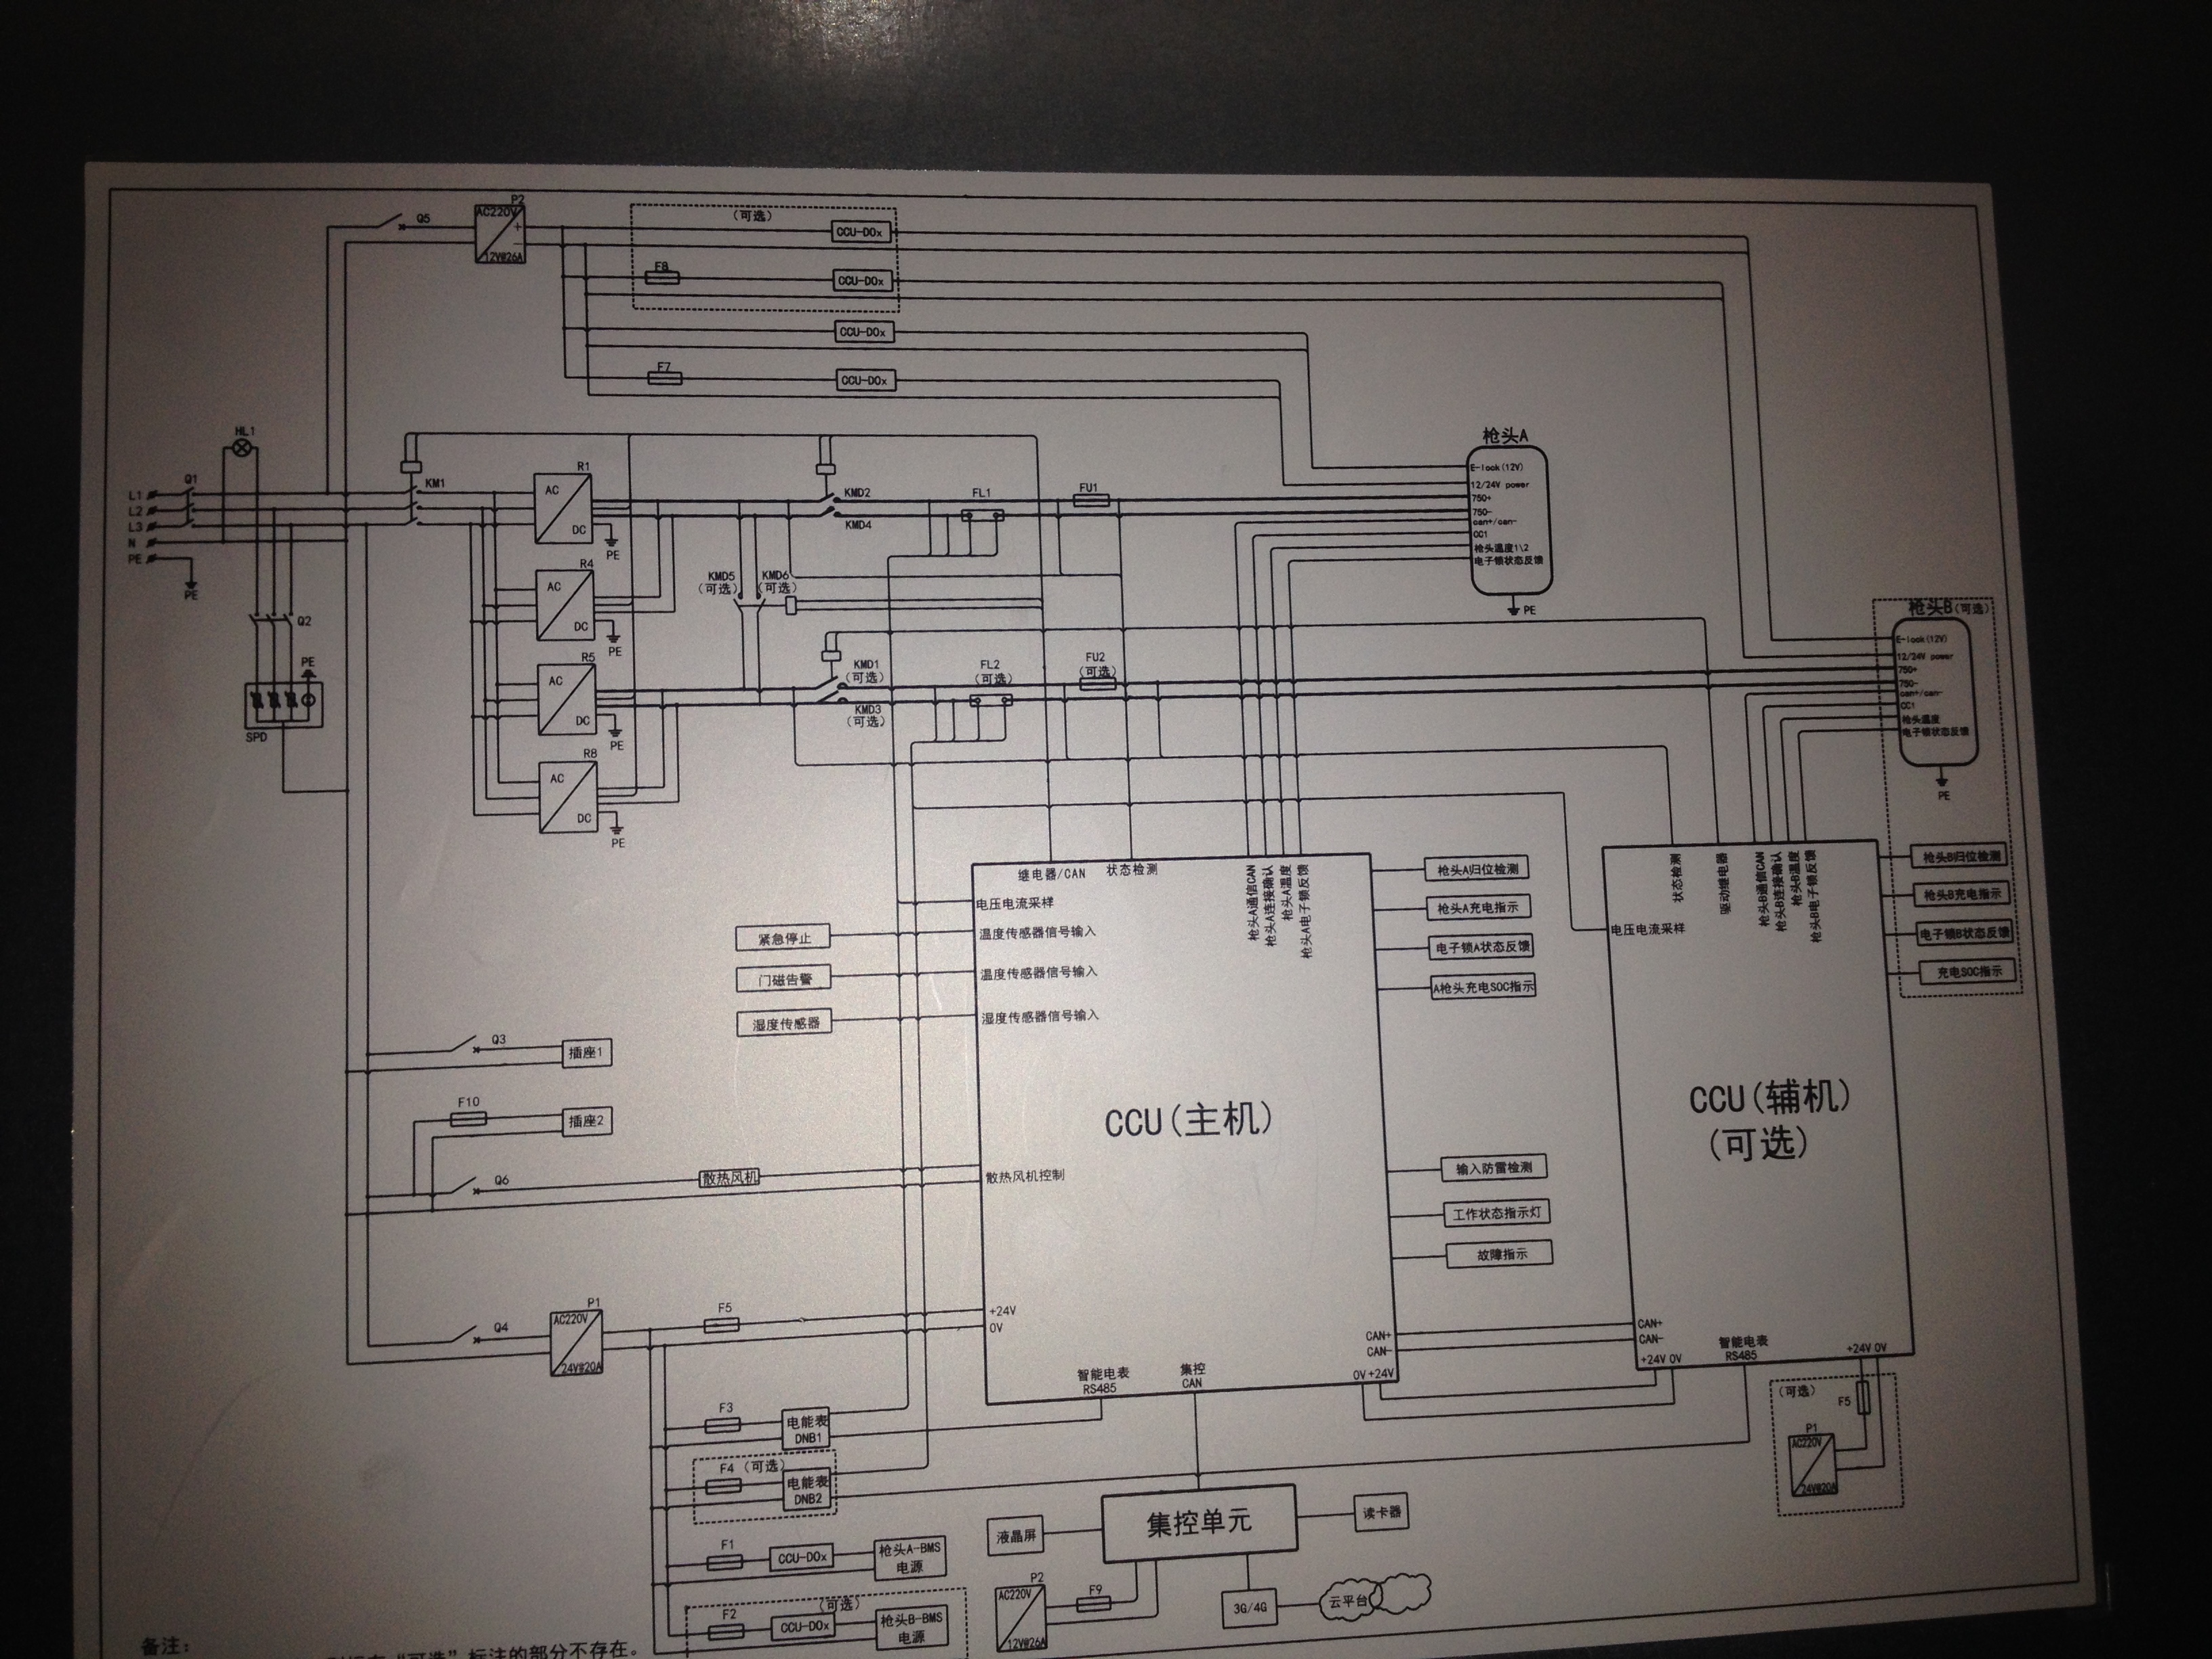 Q5
P2
AC220V
+
-
12V@26A
(可选)
CCU-DOx
F8
CCU-DOx
CCU-DOx
F7
CCU-DOx
HL1
L1
L2
L3
N
PE
Q1
PE
KM1
Q2
PE
SPD
R1
AC
DC
PE
R4
AC
DC
PE
R5
AC
DC
PE
R8
AC
DC
PE
KMD2
KMD4
KMD5
(可选)
KMD6
(可选)
KMD1
(可选)
KMD3
(可选)
FL1
FU1
FL2
(可选)
FU2
(可选)
枪头A
E-lock(12V)
12/24V power
750+
750-
can+/can-
CC1
枪头温度1\2
电子锁状态反馈
PE
枪头B(可选)
E-lock(12V)
12/24V power
750+
750-
can+/can-
CC1
枪头温度
电子锁状态反馈
PE
继电器/CAN
状态检测
枪头A通信CAN
枪头A连接确认
枪头A温度
枪头A电子锁反馈
电压电流采样
温度传感器信号输入
温度传感器信号输入
湿度传感器信号输入
紧急停止
门磁告警
湿度传感器
CCU(主机)
散热风机控制
+24V
0V
智能电表
RS485
集控
CAN
CAN+
CAN-
0V +24V
枪头A归位检测
枪头A充电指示
电子锁A状态反馈
A枪头充电SOC指示
输入防雷检测
工作状态指示灯
故障指示
状态检测
驱动继电器
枪头B通信CAN
枪头B连接确认
枪头B温度
枪头B电子锁反馈
电压电流采样
CCU(辅机)
(可选)
CAN+
CAN-
+24V 0V
智能电表
RS485
+24V 0V
枪头B归位检测
枪头B充电指示
电子锁B状态反馈
充电SOC指示
(可选)
F5
P1
AC220V
24V@20A
Q3
插座1
F10
插座2
Q6
散热风机
Q4
P1
AC220V
24V@20A
F5
F3
电能表
DNB1
F4
(可选)
电能表
DNB2
F1
CCU-DOx
枪头A-BMS
电源
(可选)
F2
CCU-DOx
枪头B-BMS
电源
集控单元
液晶屏
读卡器
P2
AC220V
12V@26A
F9
3G/4G
云平台
备注:
“可选”标注的部分不存在。